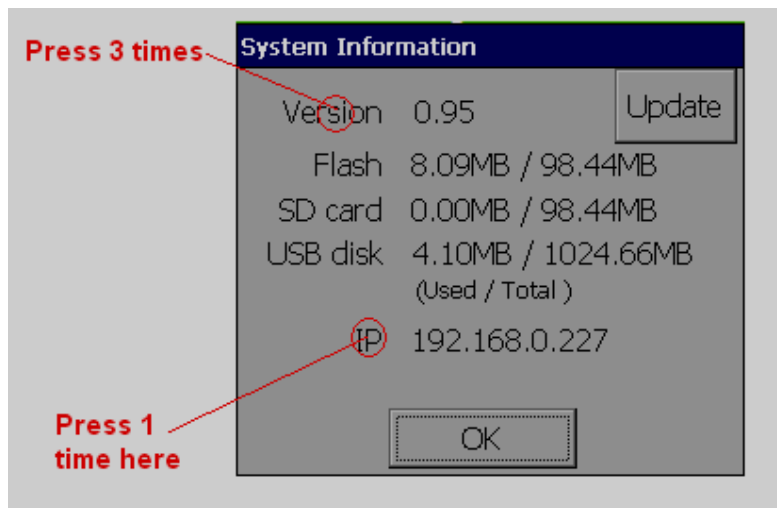 Press 3 times
System Information
Version 0.95
Update
Flash 8.09MB / 98.44MB
SD card 0.00MB / 98.44MB
USB disk 4.10MB / 1024.66MB
(Used / Total )
IP 192.168.0.227
Press 1
time here
OK